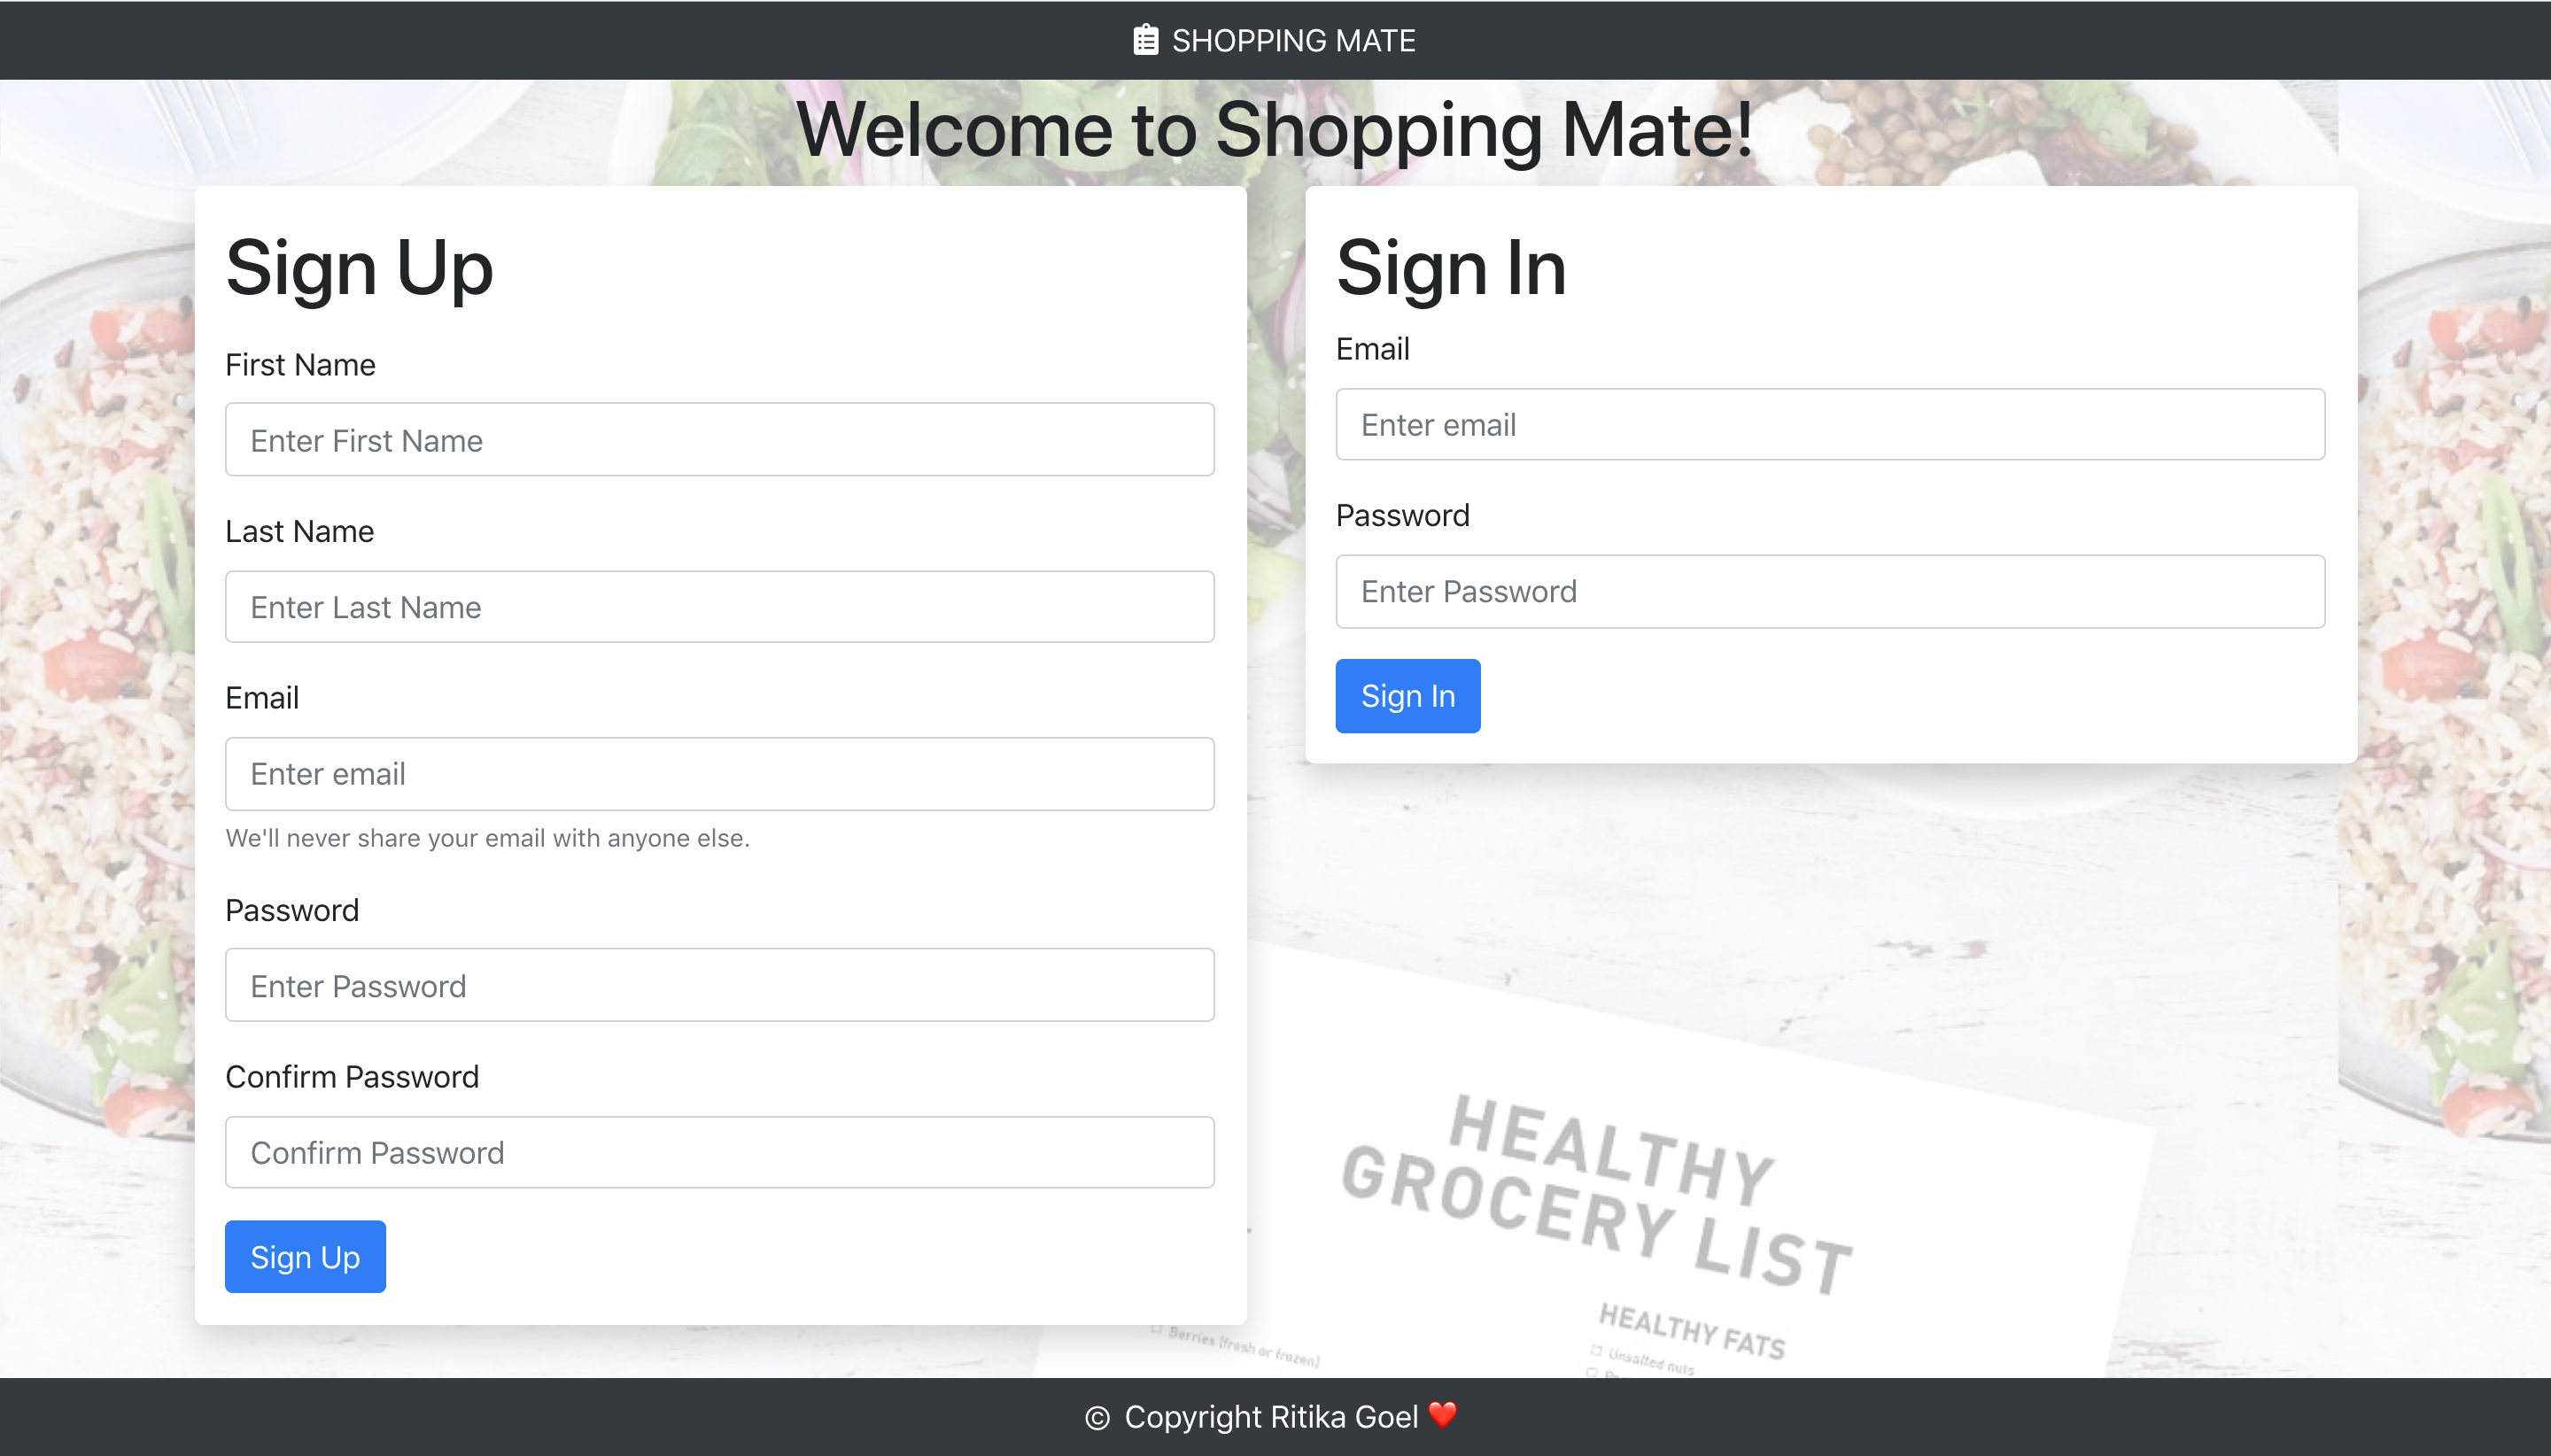 SHOPPING MATE
Welcome to Shopping Mate!
Sign Up
First Name
Enter First Name
Last Name
Enter Last Name
Email
Enter email
We'll never share your email with anyone else.
Password
Enter Password
Confirm Password
Confirm Password
Sign Up
Sign In
Email
Enter email
Password
Enter Password
Sign In
HEALTHY
GROCERY LIST
Berries (fresh or frozen)
HEALTHY FATS
Unsalted nuts
© Copyright Ritika Goel ❤️